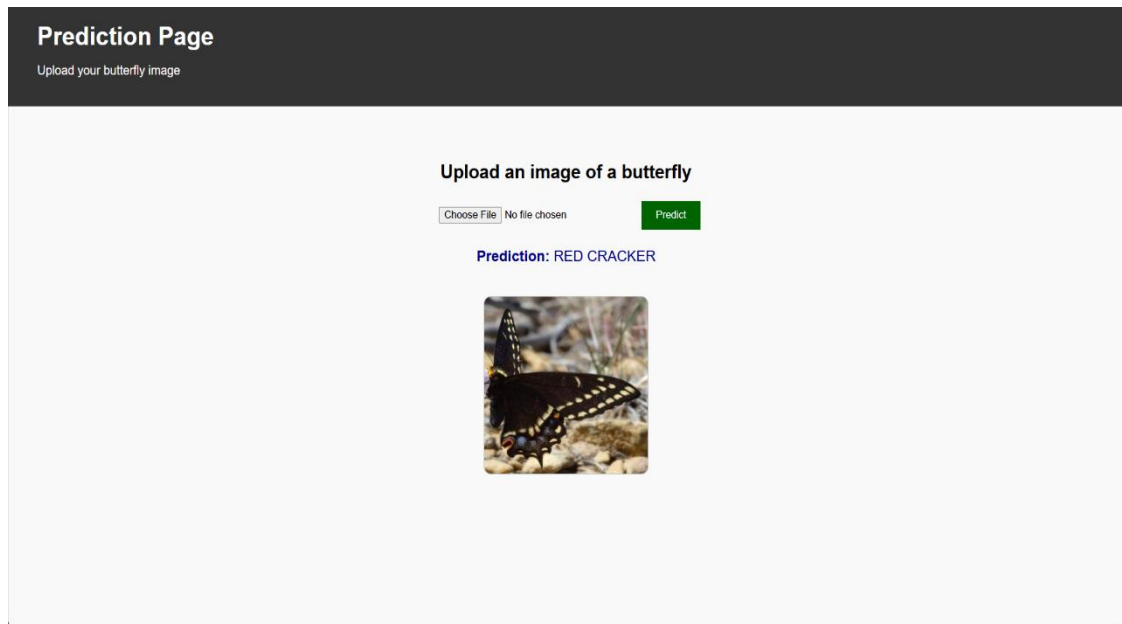 Prediction Page
Upload your butterfly image
Upload an image of a butterfly
Choose File No file chosen Predict
Prediction: RED CRACKER